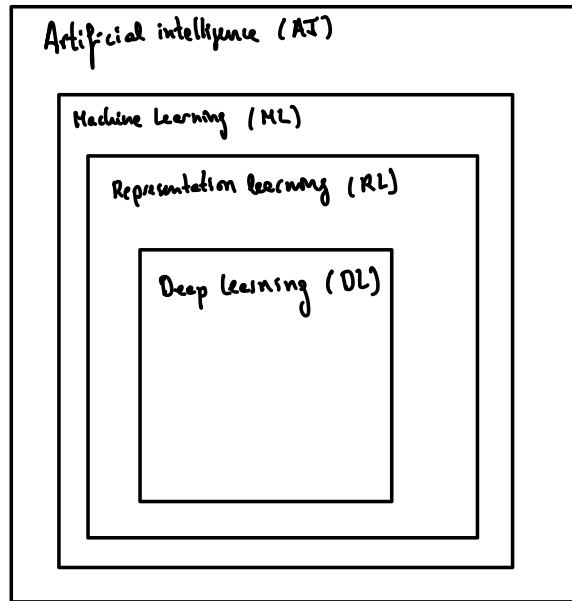 Artificial intelligence (AI)
Machine Learning (ML)
Representation learning (RL)
Deep Learning (DL)